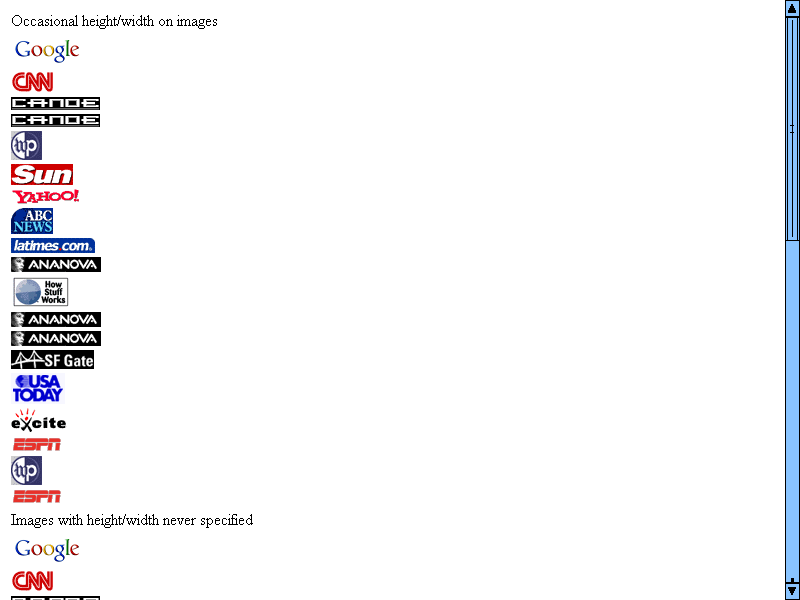 Occasional height/width on images
Google
CNN
CANOE
CANOE
wp
Sun
YAHOO!
ABC
NEWS
latimes.com
ANANOVA
How
Stuff
Works
ANANOVA
ANANOVA
SF Gate
USA
TODAY
excite
ESPN
wp
ESPN
Images with height/width never specified
Google
CNN